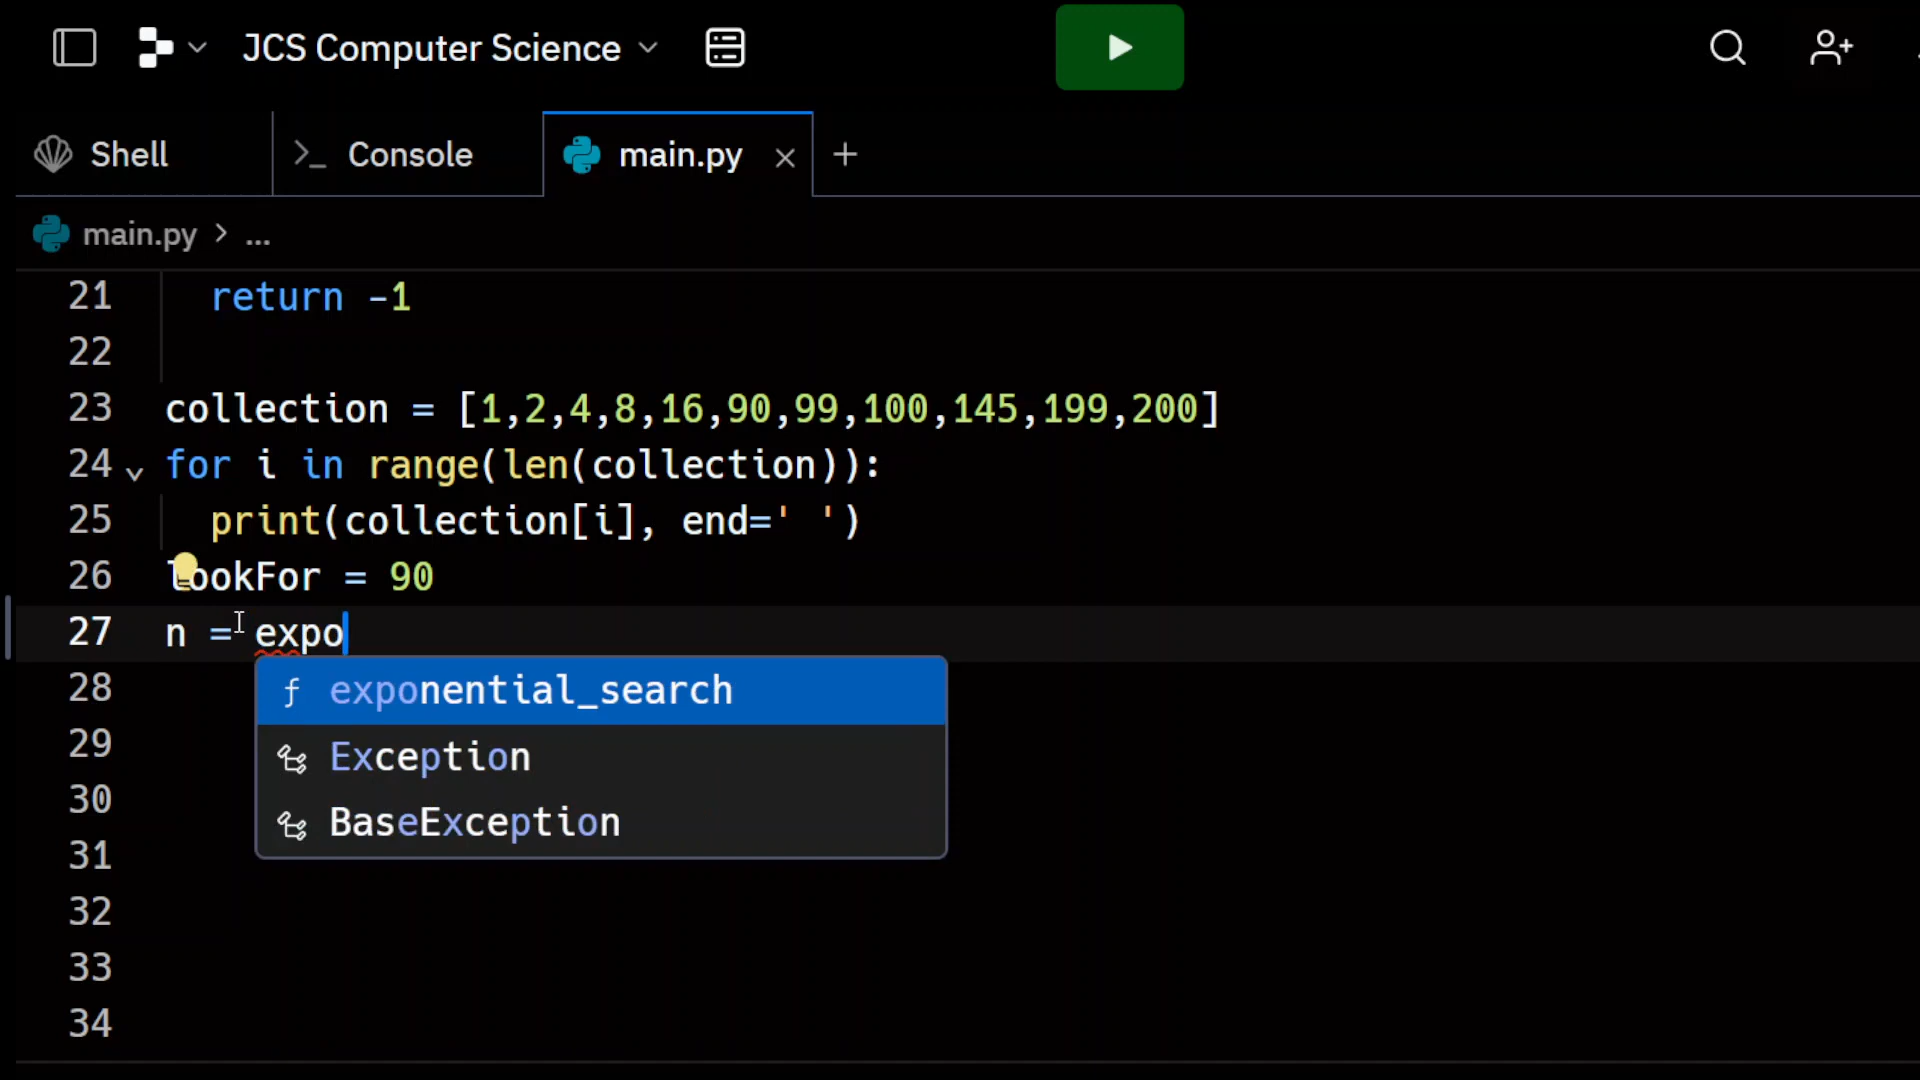 JCS Computer Science
Shell
Console
main.py
main.py > ...
21 return -1
22
23 collection = [1,2,4,8,16,90,99,100,145,199,200]
24 for i in range(len(collection)):
25 print(collection[i], end=' ')
26 lookFor = 90
27 n = expo
28 exponential_search
29 Exception
30 BaseException
31
32
33
34